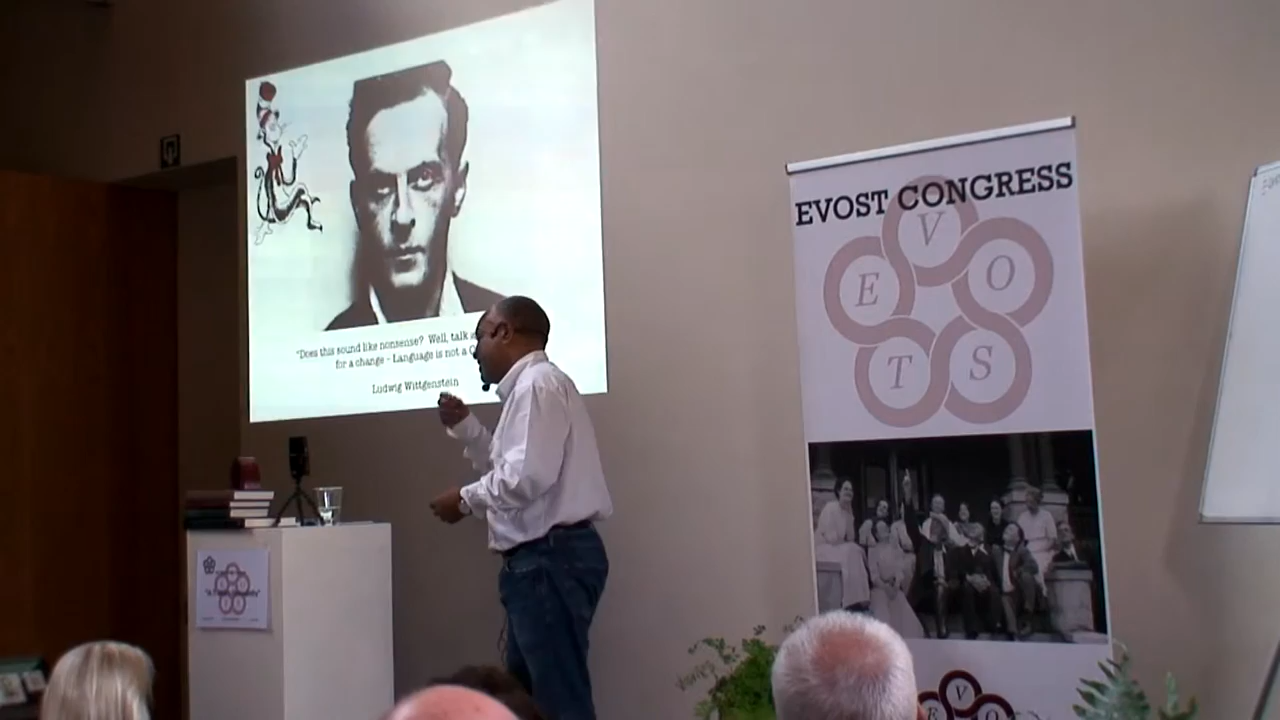 "Does this sound like nonsense? Well, talk
for a change - Language is not a
Ludwig Wittgenstein
EVOST CONGRESS
V
E
O
T
S
V
E
O